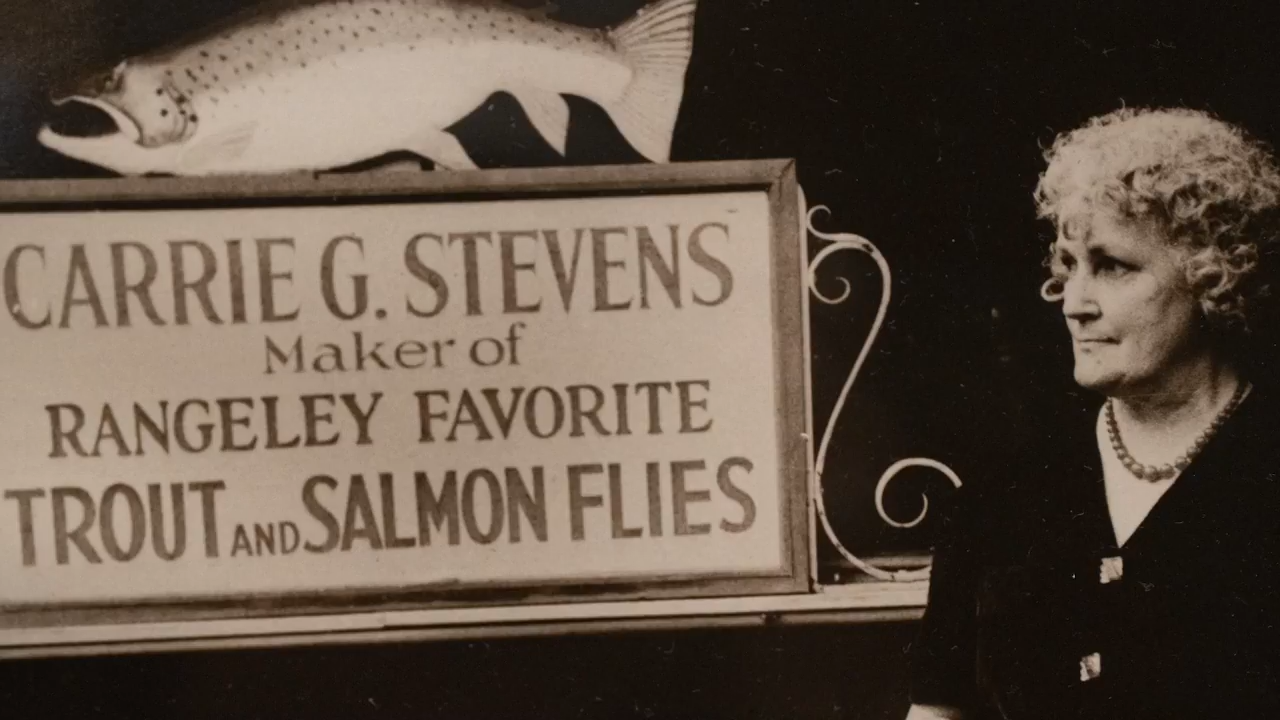 CARRIE G. STEVENS
Maker of
RANGELEY FAVORITE
TROUT AND SALMON FLIES